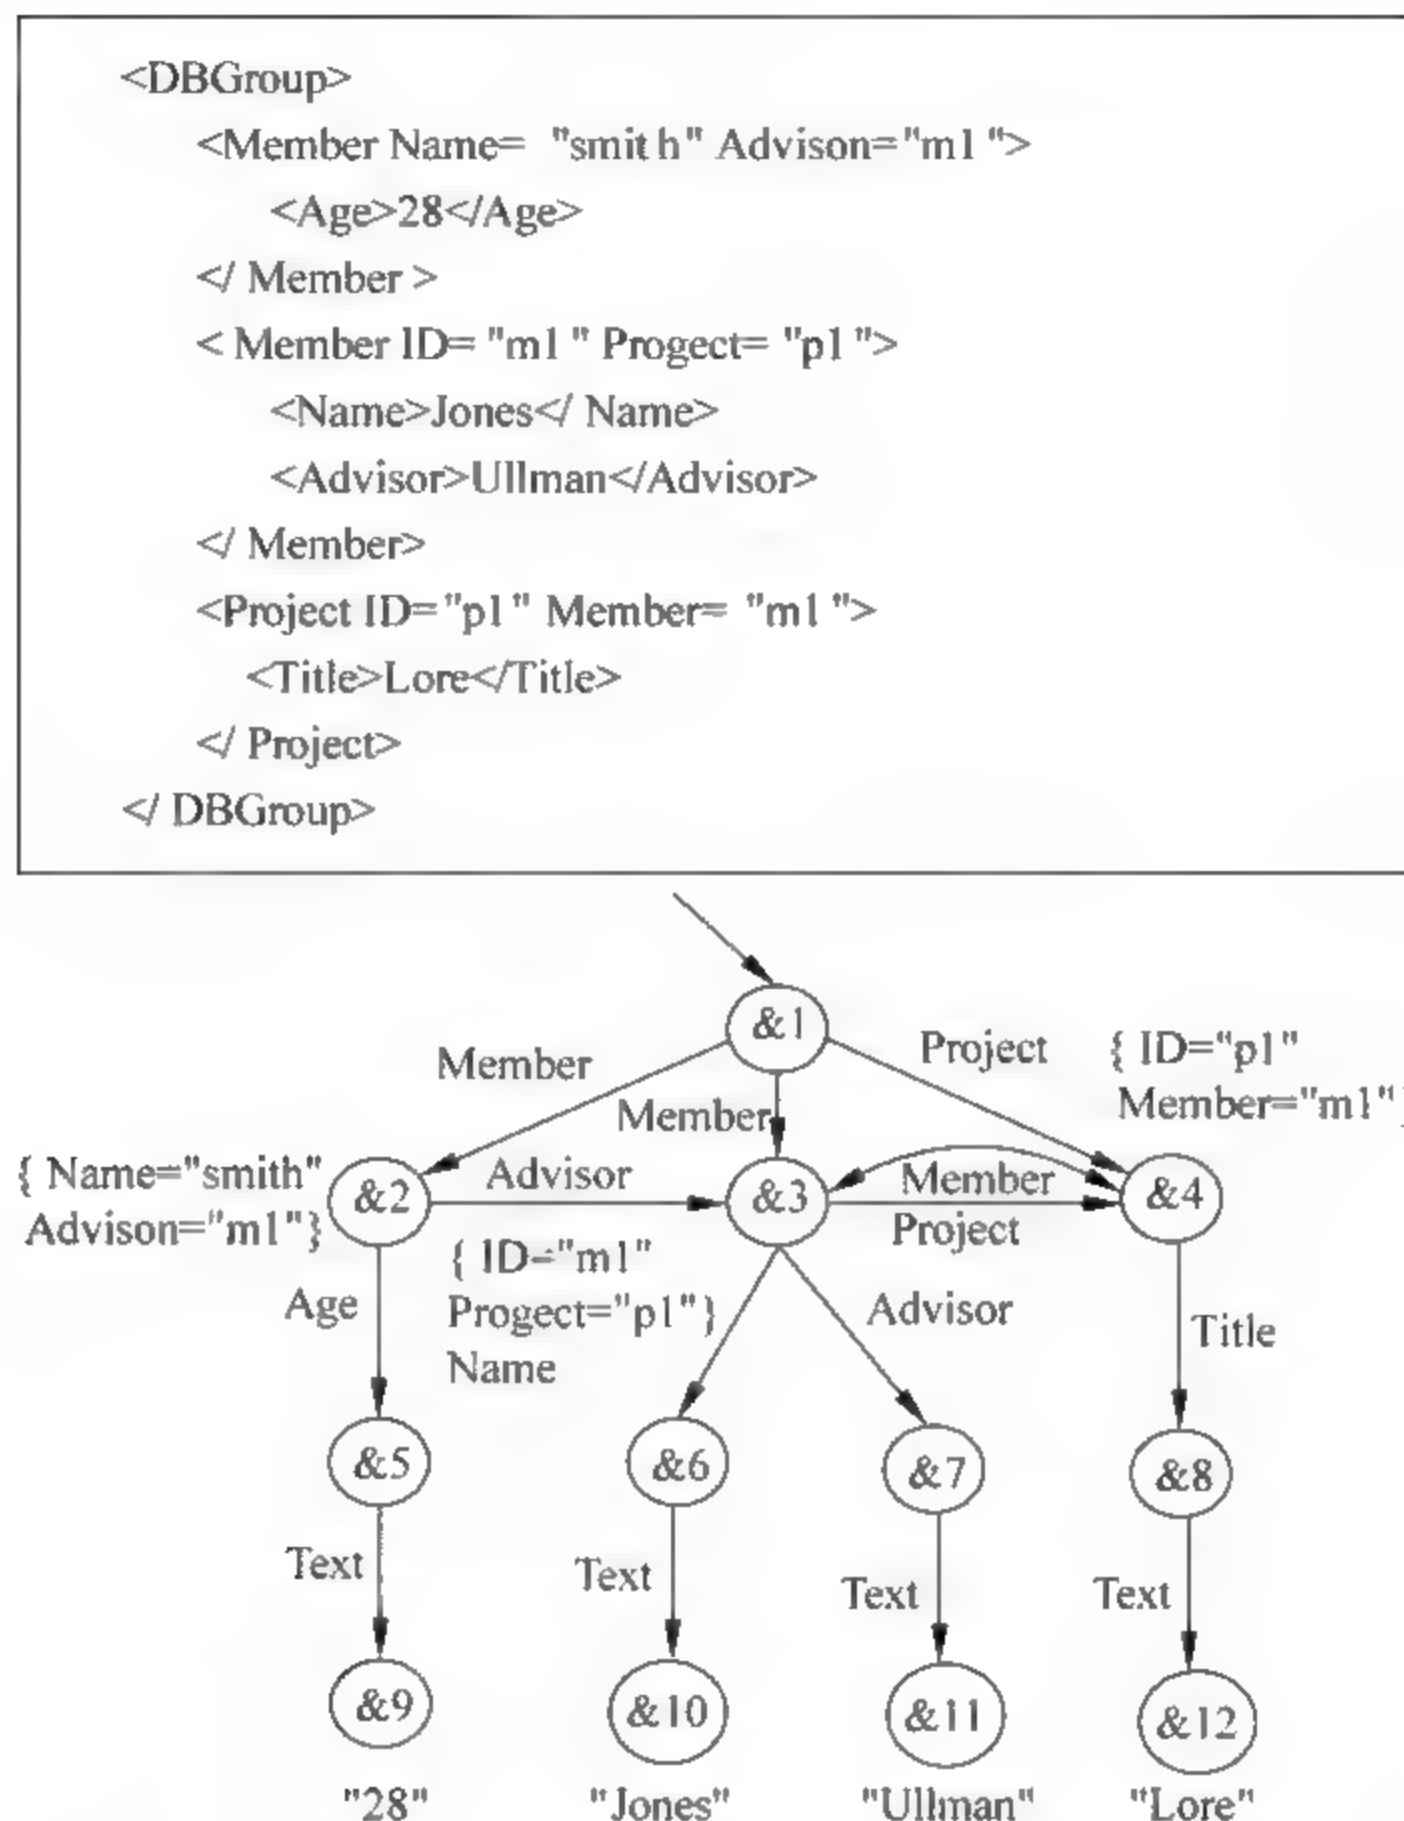 <DBGroup>
<Member Name= "smith" Advison="m1">
<Age>28</Age>
</ Member >
< Member ID= "m1" Progect= "p1">
<Name>Jones</ Name>
<Advisor>Ullman</Advisor>
</ Member>
<Project ID="p1" Member= "m1">
<Title>Lore</Title>
</ Project>
</ DBGroup>
&1
Member
Project
{ ID="p1"
Member="m1"}
Member
{ Name="smith"
Advison="m1"}
&2
Advisor
&3
Member
Project
&4
Age
{ ID="m1"
Progect="p1"}
Name
Advisor
Title
&5
&6
&7
&8
Text
Text
Text
Text
&9
&10
&11
&12
"28"
"Jones"
"Ullman"
"Lore"